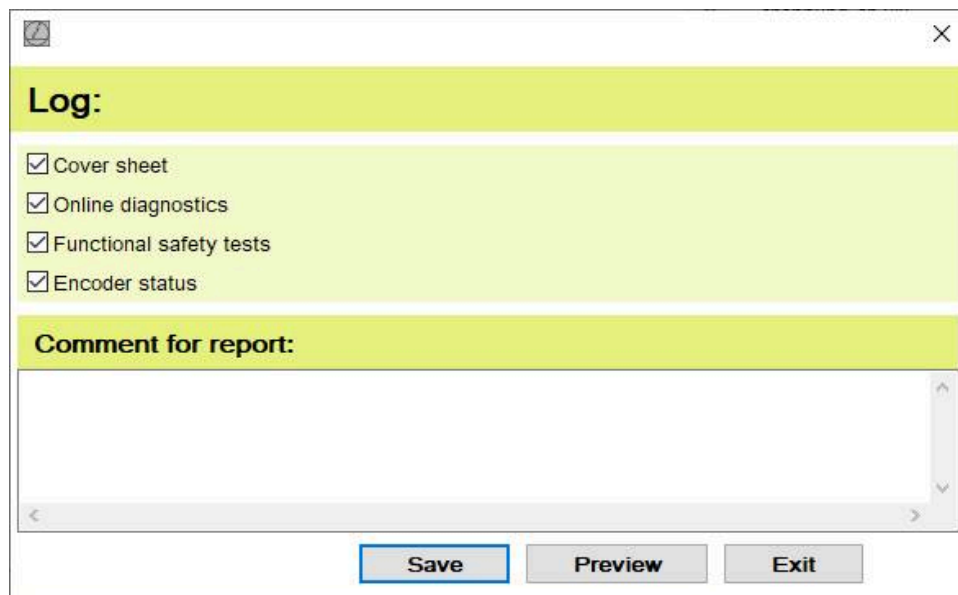 Log:
Cover sheet
Online diagnostics
Functional safety tests
Encoder status
Comment for report:
Save Preview Exit